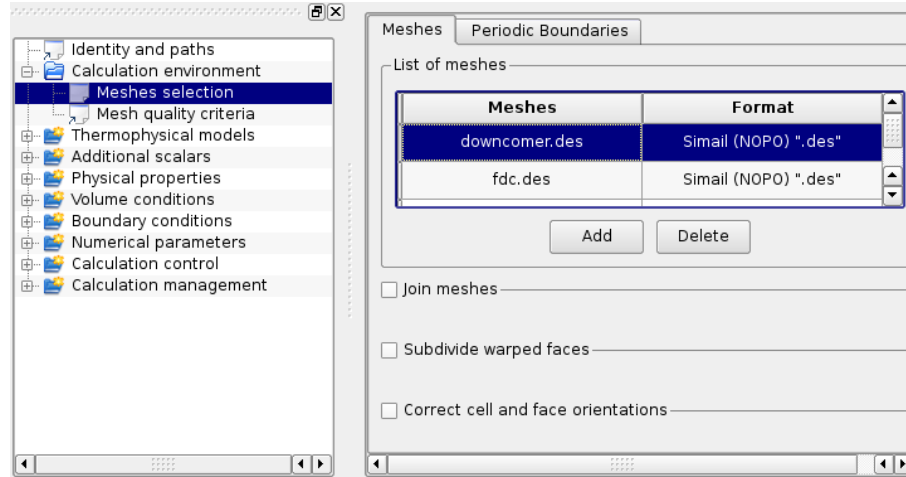 Identity and paths
Calculation environment
Meshes selection
Mesh quality criteria
Thermophysical models
Additional scalars
Physical properties
Volume conditions
Boundary conditions
Numerical parameters
Calculation control
Calculation management
Meshes Periodic Boundaries
List of meshes
Meshes Format
downcomer.des Simail (NOPO) ".des"
fdc.des Simail (NOPO) ".des"
Add Delete
Join meshes
Subdivide warped faces
Correct cell and face orientations